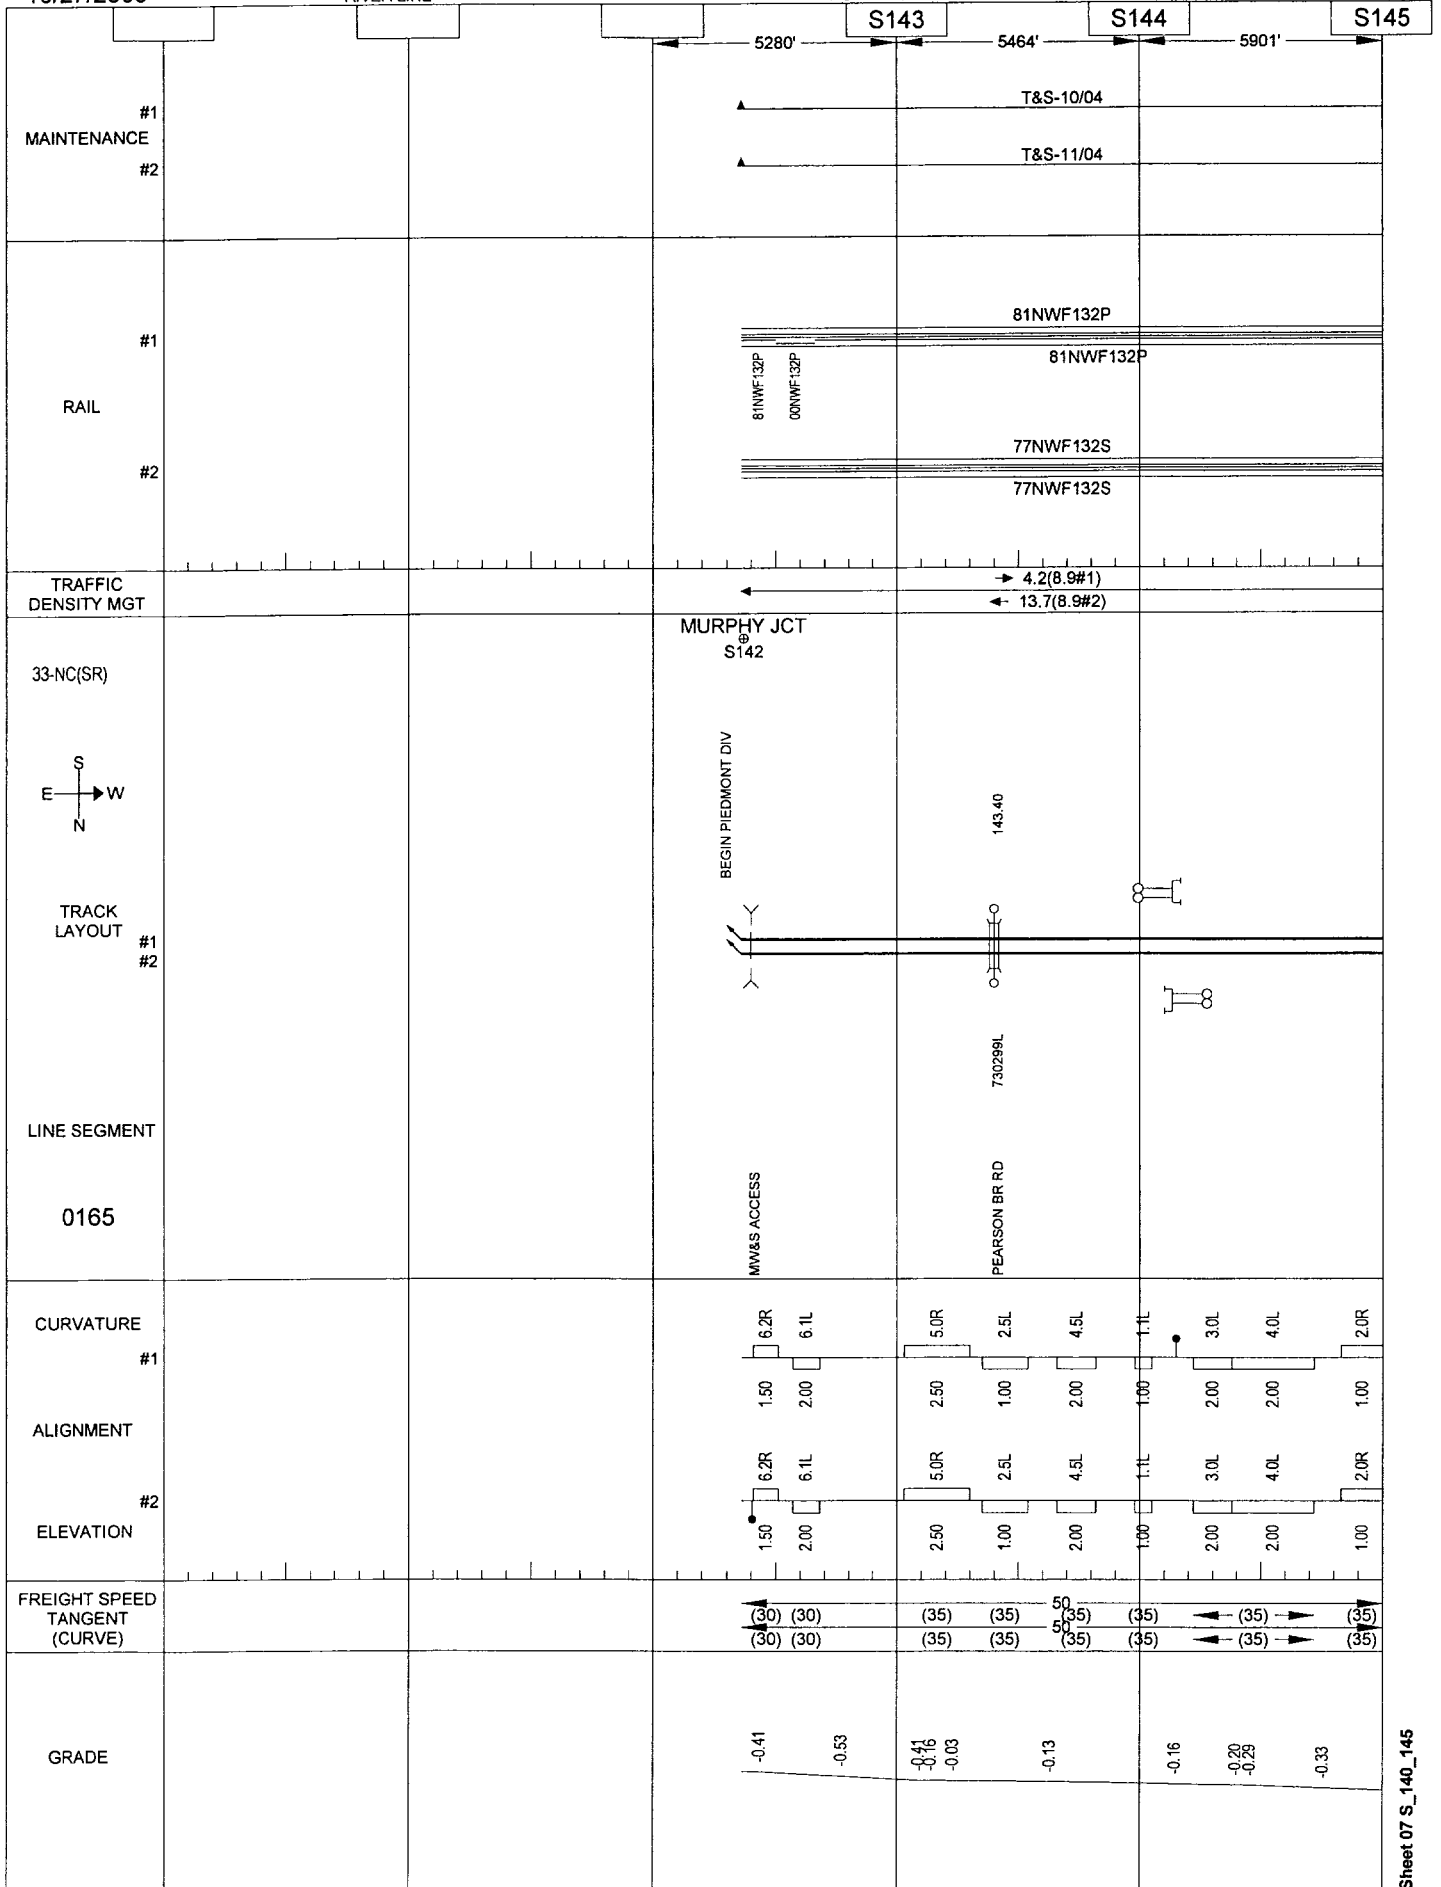 S143
S144
S145
5280'
5464'
5901'
MAINTENANCE
#1
#2
T&S-10/04
T&S-11/04
RAIL
#1
#2
81NWF132P
81NWF132P
81NWF132P
00NWF132P
77NWF132S
77NWF132S
TRAFFIC
DENSITY MGT
4.2(8.9#1)
13.7(8.9#2)
MURPHY JCT
S142
33-NC(SR)
S
E W
N
BEGIN PIEDMONT DIV
143.40
TRACK
LAYOUT
#1
#2
730299L
LINE SEGMENT
0165
MW&S ACCESS
PEARSON BR RD
CURVATURE
#1
6.2R 6.1L 5.0R 2.5L 4.5L 1.1L 3.0L 4.0L 2.0R
1.50 2.00 2.50 1.00 2.00 1.00 2.00 2.00 1.00
ALIGNMENT
#2
6.2R 6.1L 5.0R 2.5L 4.5L 1.1L 3.0L 4.0L 2.0R
1.50 2.00 2.50 1.00 2.00 1.00 2.00 2.00 1.00
ELEVATION
FREIGHT SPEED
TANGENT
(CURVE)
50
(30) (30) (35) (35) (35) (35) (35) (35)
50
(30) (30) (35) (35) (35) (35) (35) (35)
GRADE
-0.41 -0.53 -0.41 -0.16 -0.03 -0.13 -0.16 -0.20 -0.29 -0.33
Sheet 07 S_140_145